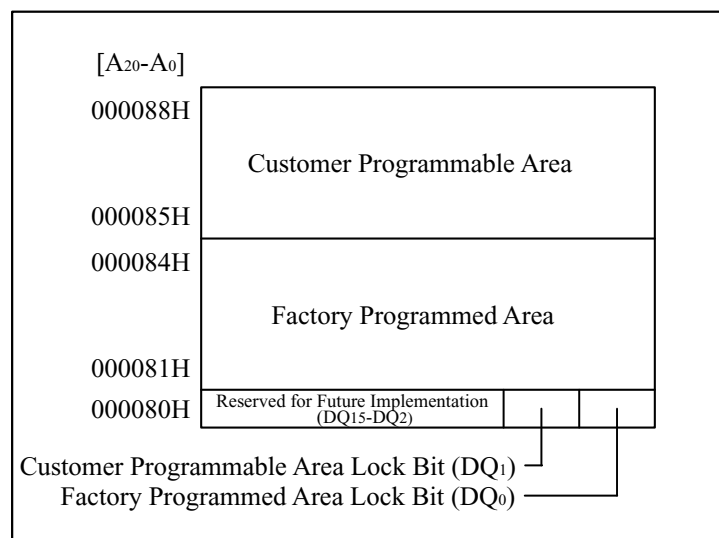 [A20-A0]
000088H
Customer Programmable Area
000085H
000084H
Factory Programmed Area
000081H
000080H
Reserved for Future Implementation
(DQ15-DQ2)
Customer Programmable Area Lock Bit (DQ1)
Factory Programmed Area Lock Bit (DQ0)